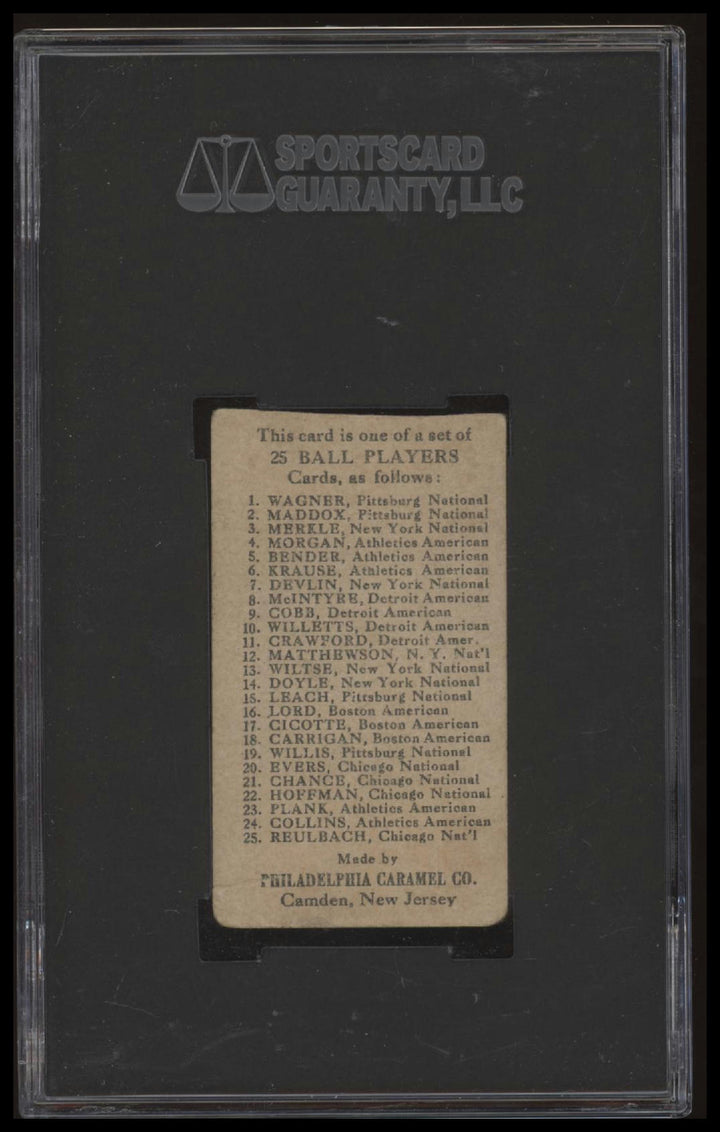 SPORTSCARD
GUARANTY, LLC
This card is one of a set of
25 BALL PLAYERS
Cards, as follows:
1. WAGNER, Pittsburg National
2. MADDOX, Pittsburg National
3. MERKLE, New York National
4. MORGAN, Athletics American
5. BENDER, Athletics American
6. KRAUSE, Athletics American
7. DEVLIN, New York National
8. McINTYRE, Detroit American
9. COBB, Detroit American
10. WILLETTS, Detroit American
11. CRAWFORD, Detroit Amer.
12. MATTHEWSON, N. Y. Nat'l
13. WILTSE, New York National
14. DOYLE, New York National
15. LEACH, Pittsburg National
16. LORD, Boston American
17. CICOTTE, Boston American
18. CARRIGAN, Boston American
19. WILLIS, Pittsburg National
20. EVERS, Chicago National
21. CHANCE, Chicago National
22. HOFFMAN, Chicago National
23. PLANK, Athletics American
24. COLLINS, Athletics American
25. REULBACH, Chicago Nat'l
Made by
PHILADELPHIA CARAMEL CO.
Camden, New Jersey